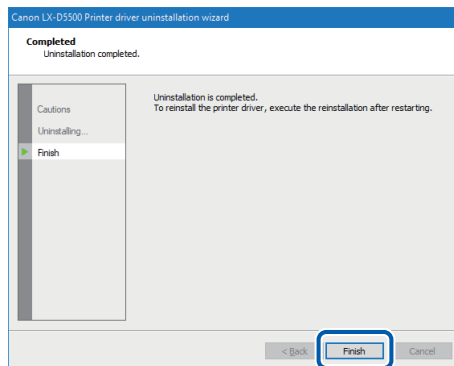 Canon LX-D5500 Printer driver uninstallation wizard
Completed
Uninstallation completed.
Uninstallation is completed.
To reinstall the printer driver, execute the reinstallation after restarting.
Cautions
Uninstalling...
Finish
< Back
Finish
Cancel